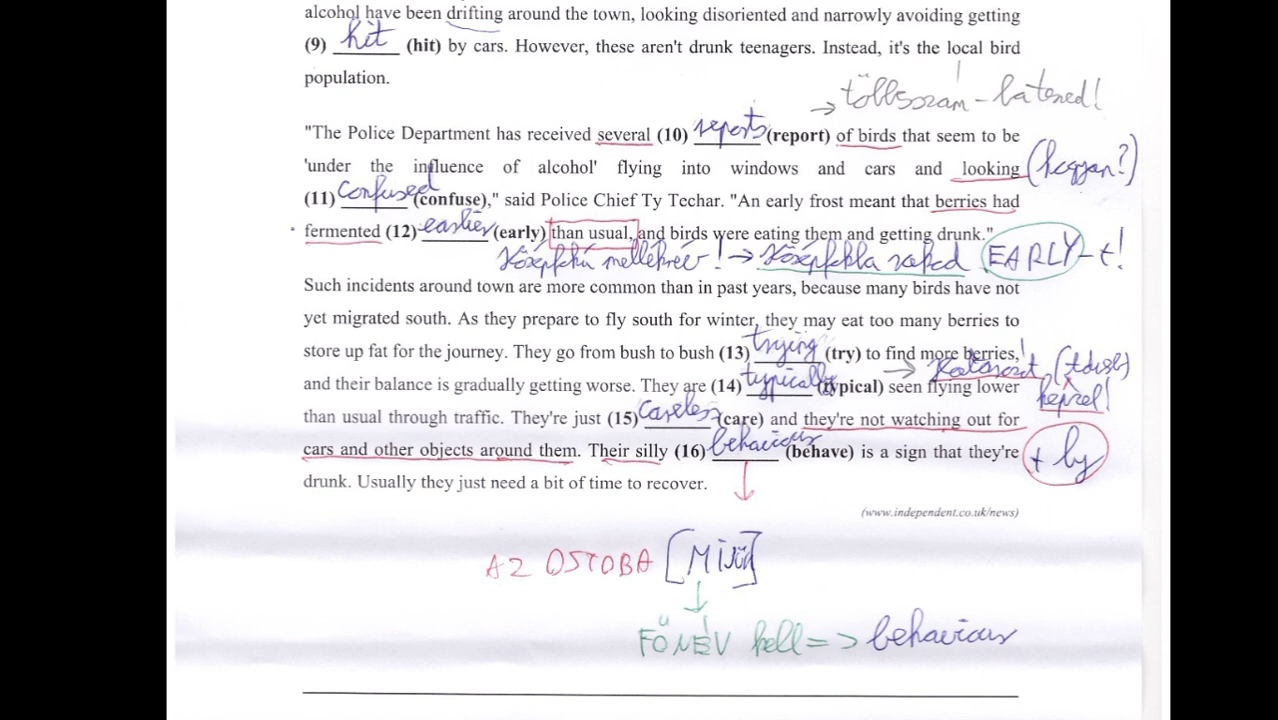 alcohol have been drifting around the town, looking disoriented and narrowly avoiding getting
(9) hit (hit) by cars. However, these aren't drunk teenagers. Instead, it's the local bird
population.
→ többszám - határozó!
"The Police Department has received several (10) reports (report) of birds that seem to be
'under the influence of alcohol' flying into windows and cars and looking (hogyan?)
(11) confused (confuse)," said Police Chief Ty Techar. "An early frost meant that berries had
fermented (12) earlier (early) than usual, and birds were eating them and getting drunk."
Középfokú melléknév! → Középfokba raked EARLY-t!
Such incidents around town are more common than in past years, because many birds have not
yet migrated south. As they prepare to fly south for winter, they may eat too many berries to
store up fat for the journey. They go from bush to bush (13) trying (try) to find more berries,
→ Határozót
and their balance is gradually getting worse. They are (14) typically (typical) seen flying lower
képzel!
than usual through traffic. They're just (15) careless (care) and they're not watching out for
cars and other objects around them. Their silly (16) behaviour (behave) is a sign that they're + ly
drunk. Usually they just need a bit of time to recover.
(www.independent.co.uk/news)
AZ OSTOBA [Mijük]
FŐNÉV kell => behaviour